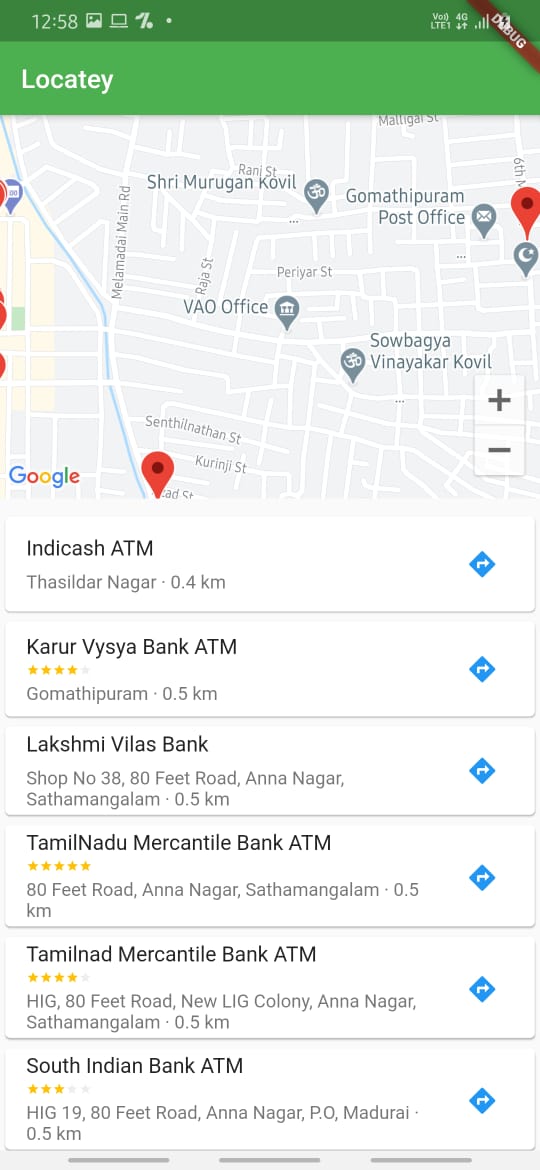 12:58
Vo)) 4G
LTE1
DEBUG
Locatey
Malligai St
Rani St
Shri Murugan Kovil
6th
Gomathipuram
Post Office
Melamadai Main Rd
Raja St
Periyar St
VAO Office
Sowbagya
Vinayakar Kovil
+
−
Senthilnathan St
Kurinji St
Google
ad St
Indicash ATM
Thasildar Nagar · 0.4 km
Karur Vysya Bank ATM
Gomathipuram · 0.5 km
Lakshmi Vilas Bank
Shop No 38, 80 Feet Road, Anna Nagar,
Sathamangalam · 0.5 km
TamilNadu Mercantile Bank ATM
80 Feet Road, Anna Nagar, Sathamangalam · 0.5
km
Tamilnad Mercantile Bank ATM
HIG, 80 Feet Road, New LIG Colony, Anna Nagar,
Sathamangalam · 0.5 km
South Indian Bank ATM
HIG 19, 80 Feet Road, Anna Nagar, P.O, Madurai ·
0.5 km